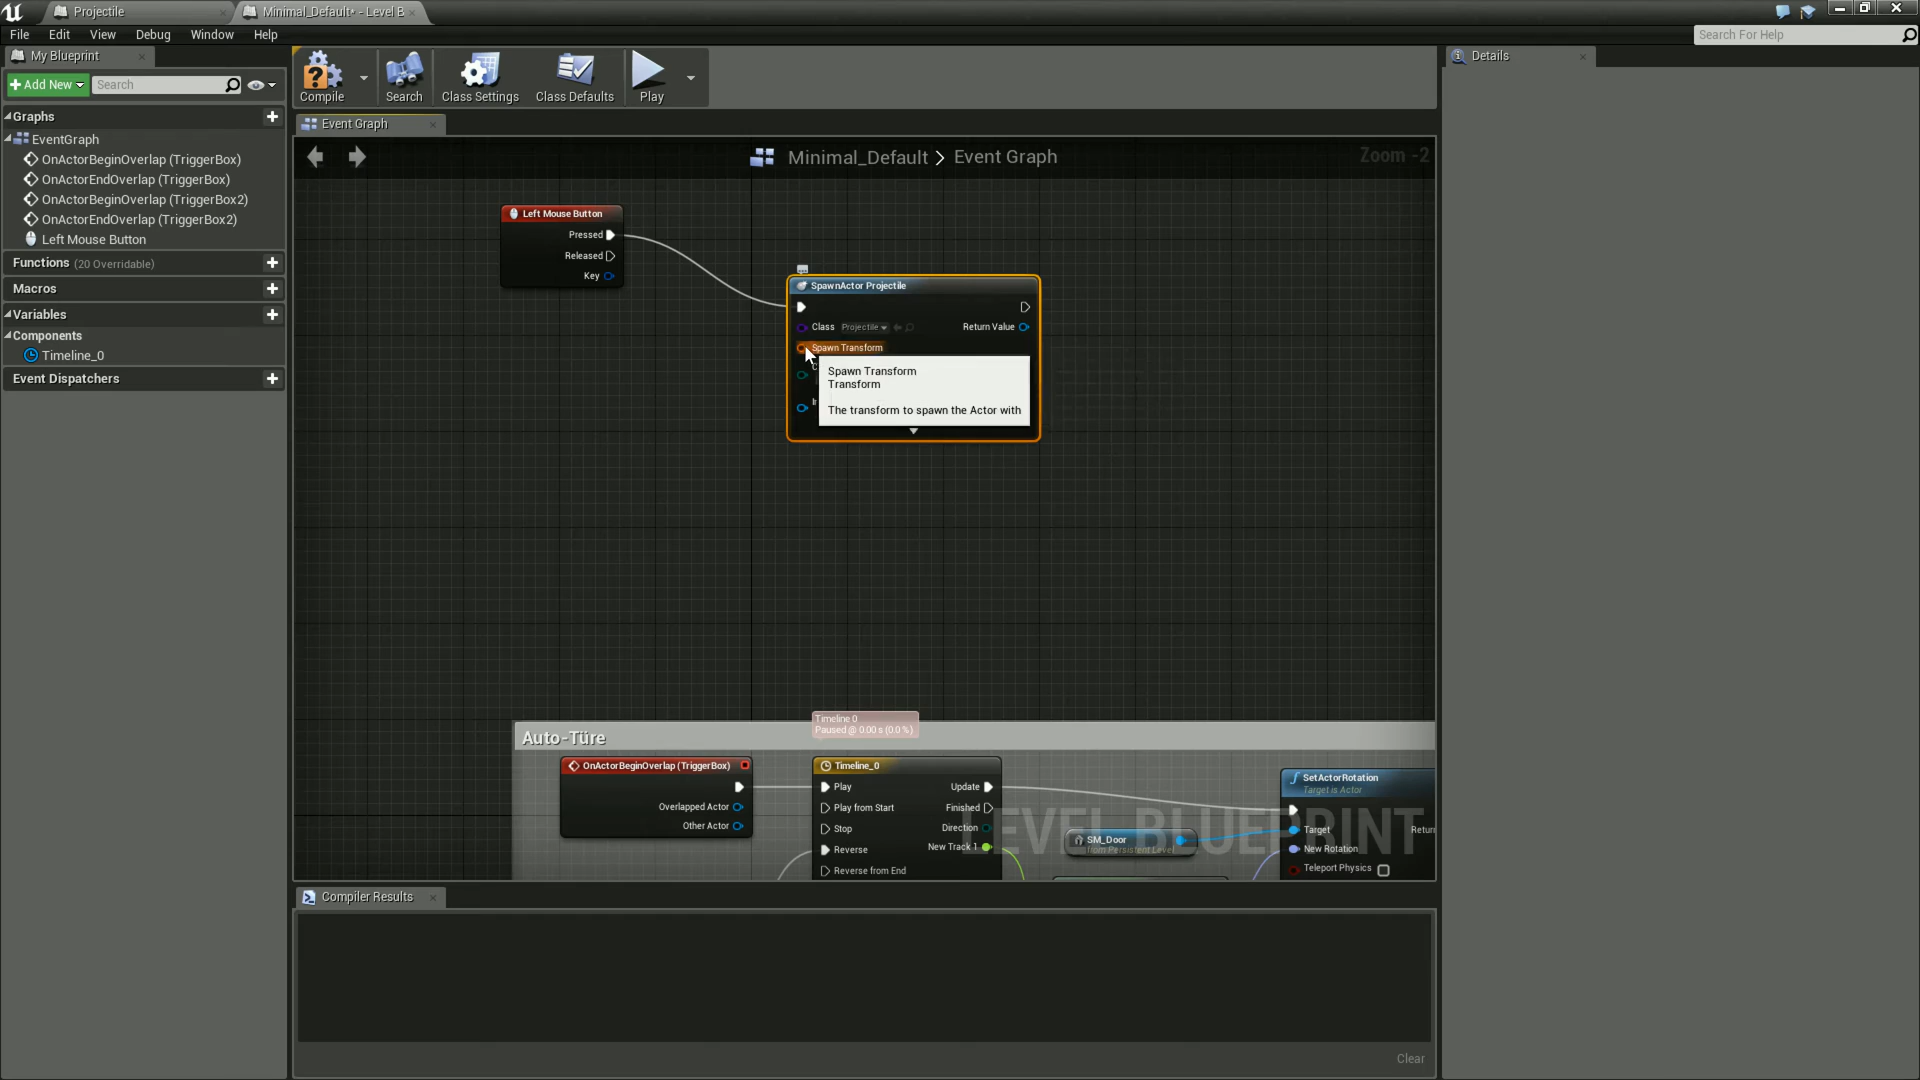 Projectile
Minimal_Default* - Level B
File Edit View Debug Window Help
Search For Help
My Blueprint
Add New
Search
Graphs
EventGraph
OnActorBeginOverlap (TriggerBox)
OnActorEndOverlap (TriggerBox)
OnActorBeginOverlap (TriggerBox2)
OnActorEndOverlap (TriggerBox2)
Left Mouse Button
Functions (20 Overridable)
Macros
Variables
Components
Timeline_0
Event Dispatchers
Compile
Search
Class Settings
Class Defaults
Play
Event Graph
Minimal_Default > Event Graph
Zoom -2
Left Mouse Button
Pressed
Released
Key
SpawnActor Projectile
Class Projectile
Return Value
Spawn Transform
Spawn Transform
Transform
The transform to spawn the Actor with
Timeline 0
Paused @ 0.00 s (0.0 %)
Auto-Türe
OnActorBeginOverlap (TriggerBox)
Overlapped Actor
Other Actor
Timeline_0
Play
Update
Play from Start
Finished
Stop
Direction
Reverse
New Track 1
Reverse from End
SM_Door
from Persistent Level
LEVEL BLUEPRINT
SetActorRotation
Target is Actor
Target
Retur
New Rotation
Teleport Physics
Compiler Results
Clear
Details